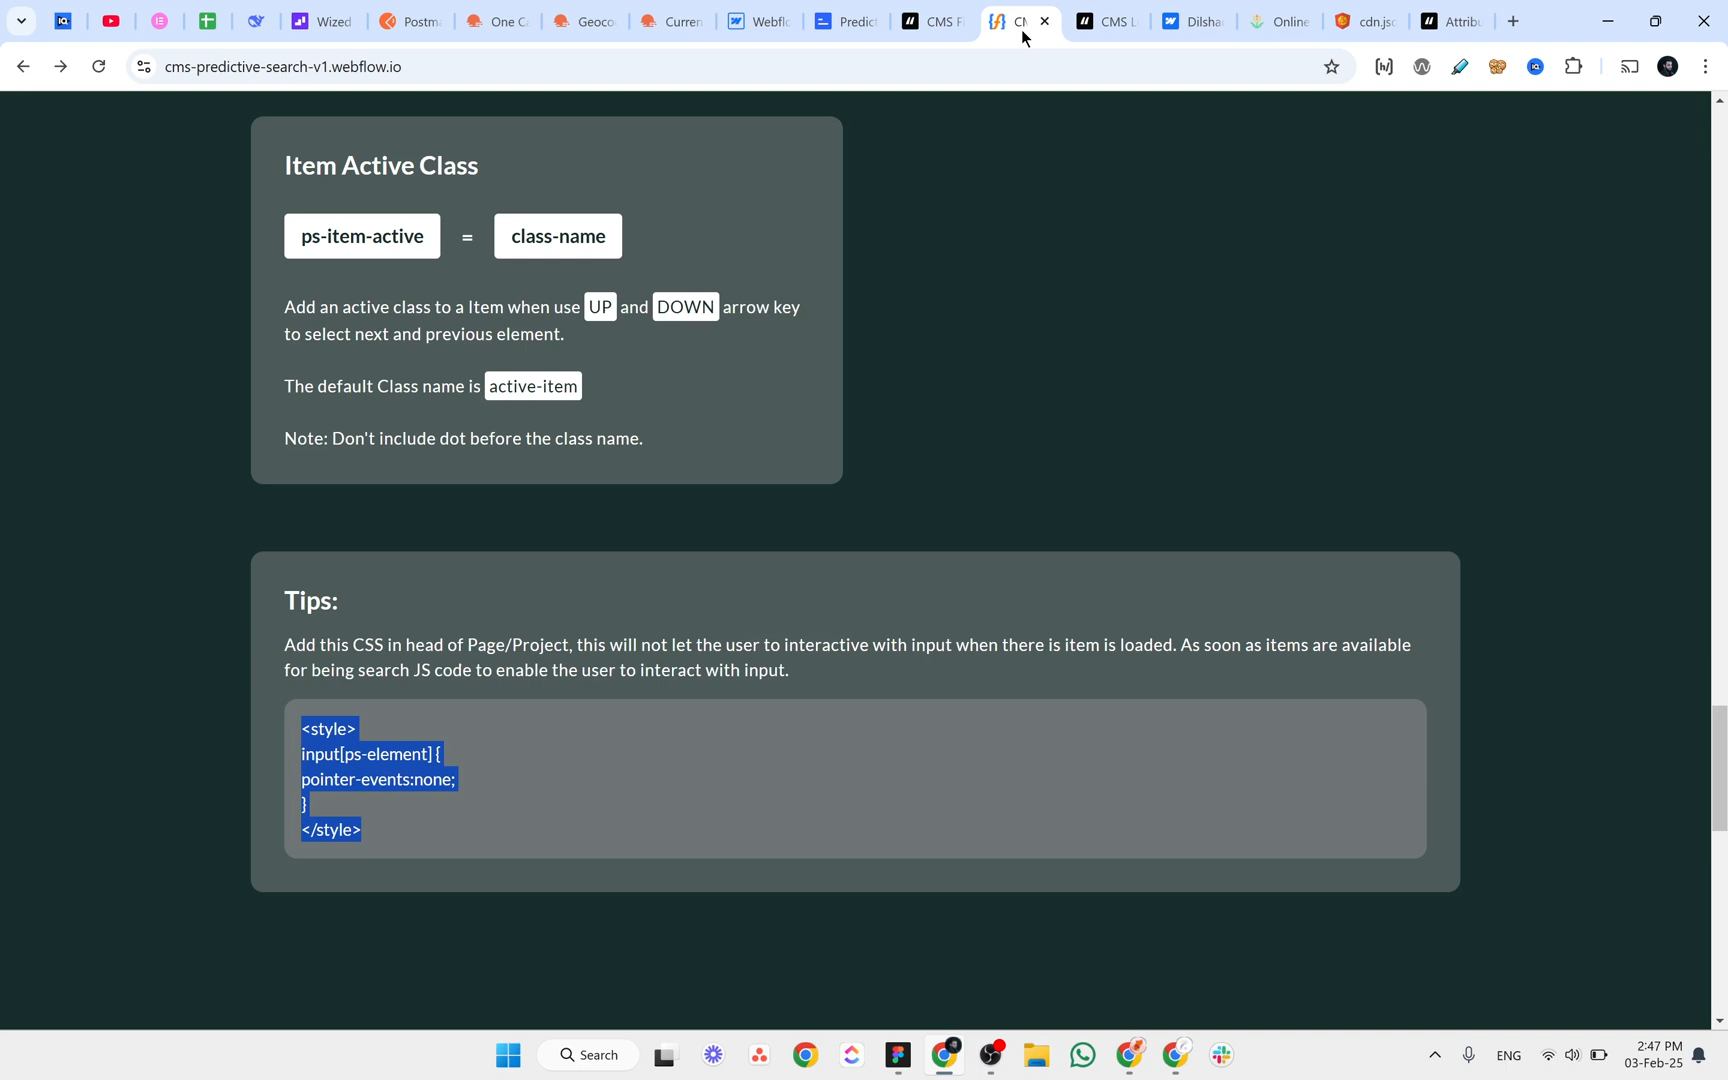 Wized
Postm
One C
Geoco
Curren
Webflo
Predict
CMS F
CM
CMS L
Dilsha
Online
cdn.jsc
Attribu
cms-predictive-search-v1.webflow.io
Item Active Class
ps-item-active = class-name
Add an active class to a Item when use UP and DOWN arrow key
to select next and previous element.
The default Class name is active-item
Note: Don't include dot before the class name.
Tips:
Add this CSS in head of Page/Project, this will not let the user to interactive with input when there is item is loaded. As soon as items are available
for being search JS code to enable the user to interact with input.
<style>
input[ps-element] {
pointer-events:none;
}
</style>
Search
ENG
2:47 PM
03-Feb-25